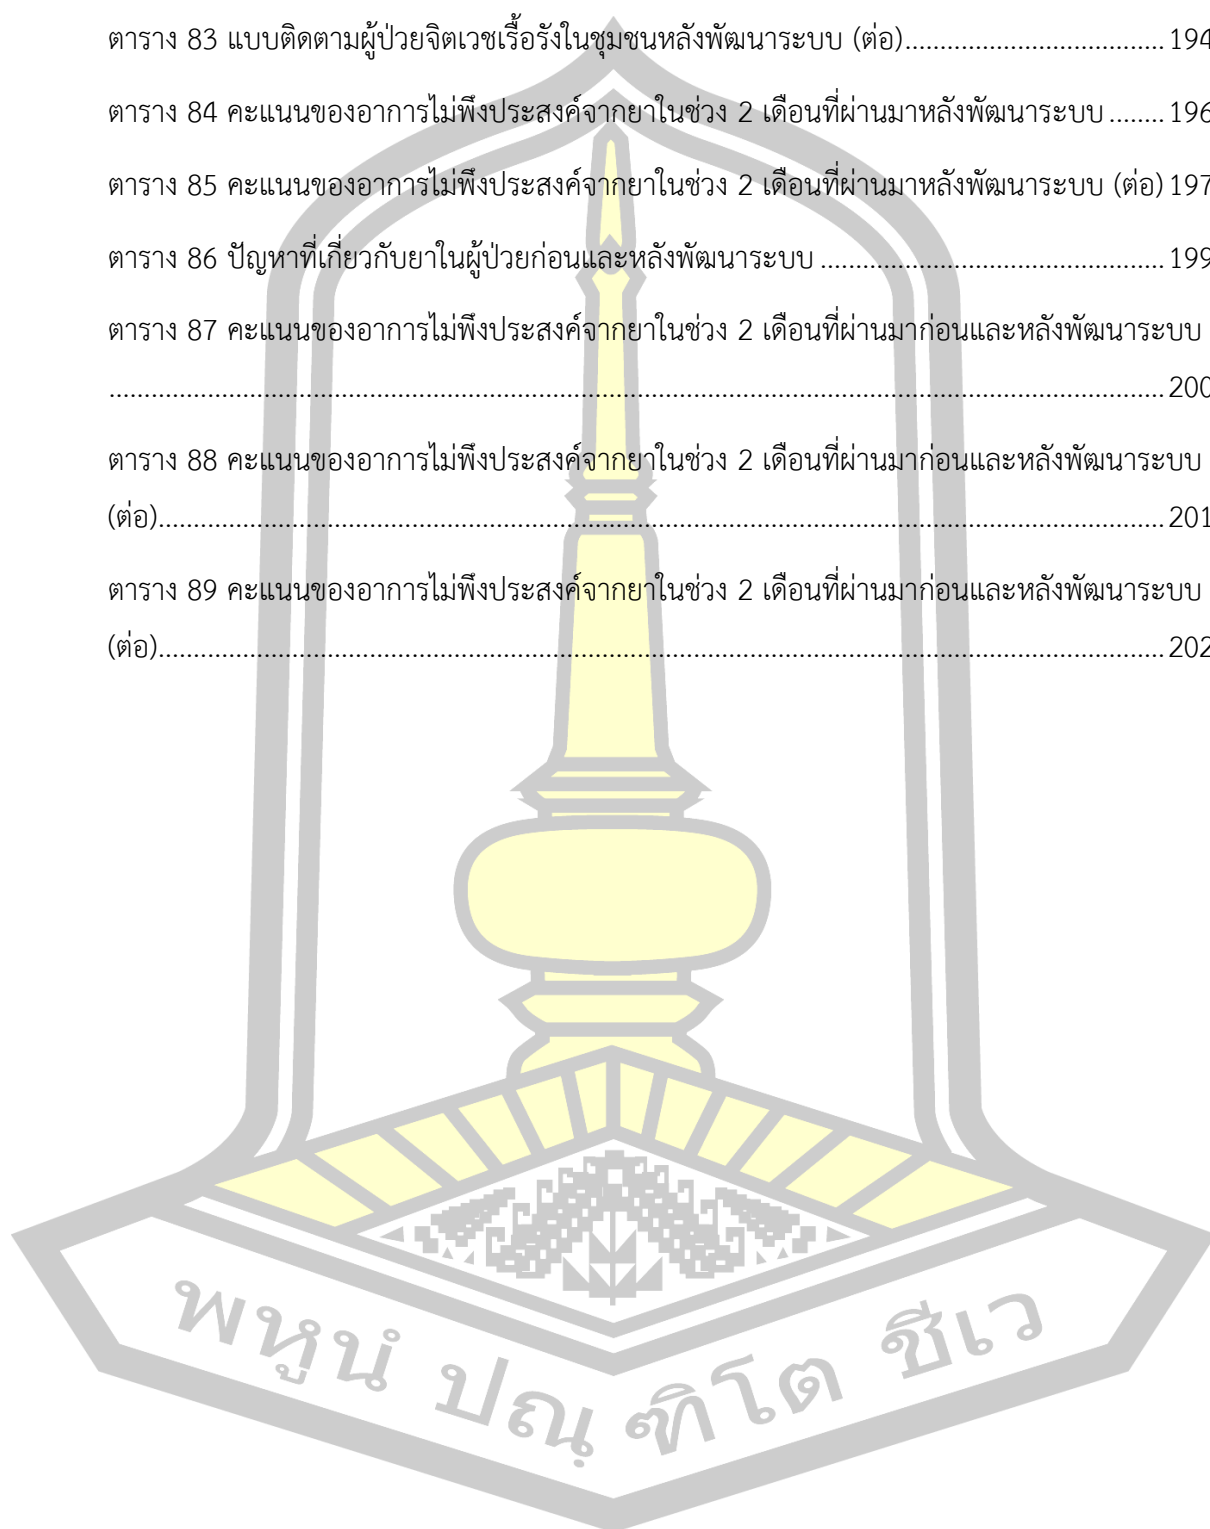 ตาราง 83 แบบติดตามผู้ป่วยจิตเวชเรื้อรังในชุมชนหลังพัฒนาระบบ (ต่อ)................................. 194
ตาราง 84 คะแนนของอาการไม่พึงประสงค์จากยาในช่วง 2 เดือนที่ผ่านมาหลังพัฒนาระบบ ....... 196
ตาราง 85 คะแนนของอาการไม่พึงประสงค์จากยาในช่วง 2 เดือนที่ผ่านมาหลังพัฒนาระบบ (ต่อ) 197
ตาราง 86 ปัญหาที่เกี่ยวกับยาในผู้ป่วยก่อนและหลังพัฒนาระบบ ............................................ 199
ตาราง 87 คะแนนของอาการไม่พึงประสงค์จากยาในช่วง 2 เดือนที่ผ่านมาก่อนและหลังพัฒนาระบบ
....................................................................................................................................... 200
ตาราง 88 คะแนนของอาการไม่พึงประสงค์จากยาในช่วง 2 เดือนที่ผ่านมาก่อนและหลังพัฒนาระบบ
(ต่อ)................................................................................................................................ 201
ตาราง 89 คะแนนของอาการไม่พึงประสงค์จากยาในช่วง 2 เดือนที่ผ่านมาก่อนและหลังพัฒนาระบบ
(ต่อ)................................................................................................................................ 202
พหูนํ ปณฺฑิโต ชีเว